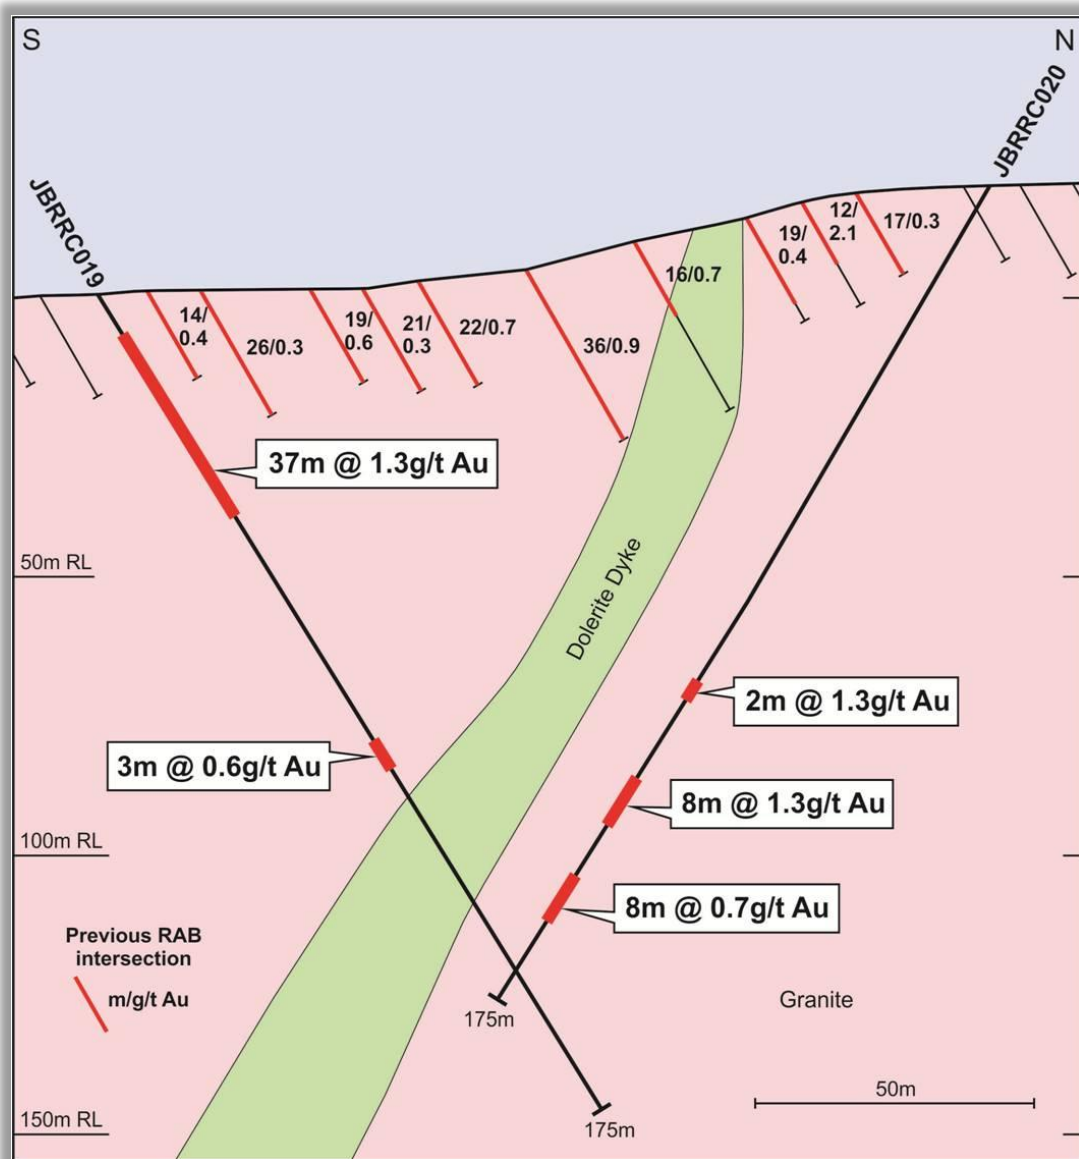 S
N
JBRRC019
JBRRC020
14/
0.4
26/0.3
19/
0.6
21/
0.3
22/0.7
36/0.9
16/0.7
19/
0.4
12/
2.1
17/0.3
37m @ 1.3g/t Au
50m RL
Dolerite Dyke
2m @ 1.3g/t Au
3m @ 0.6g/t Au
8m @ 1.3g/t Au
100m RL
8m @ 0.7g/t Au
Previous RAB
intersection
m/g/t Au
Granite
175m
50m
150m RL
175m